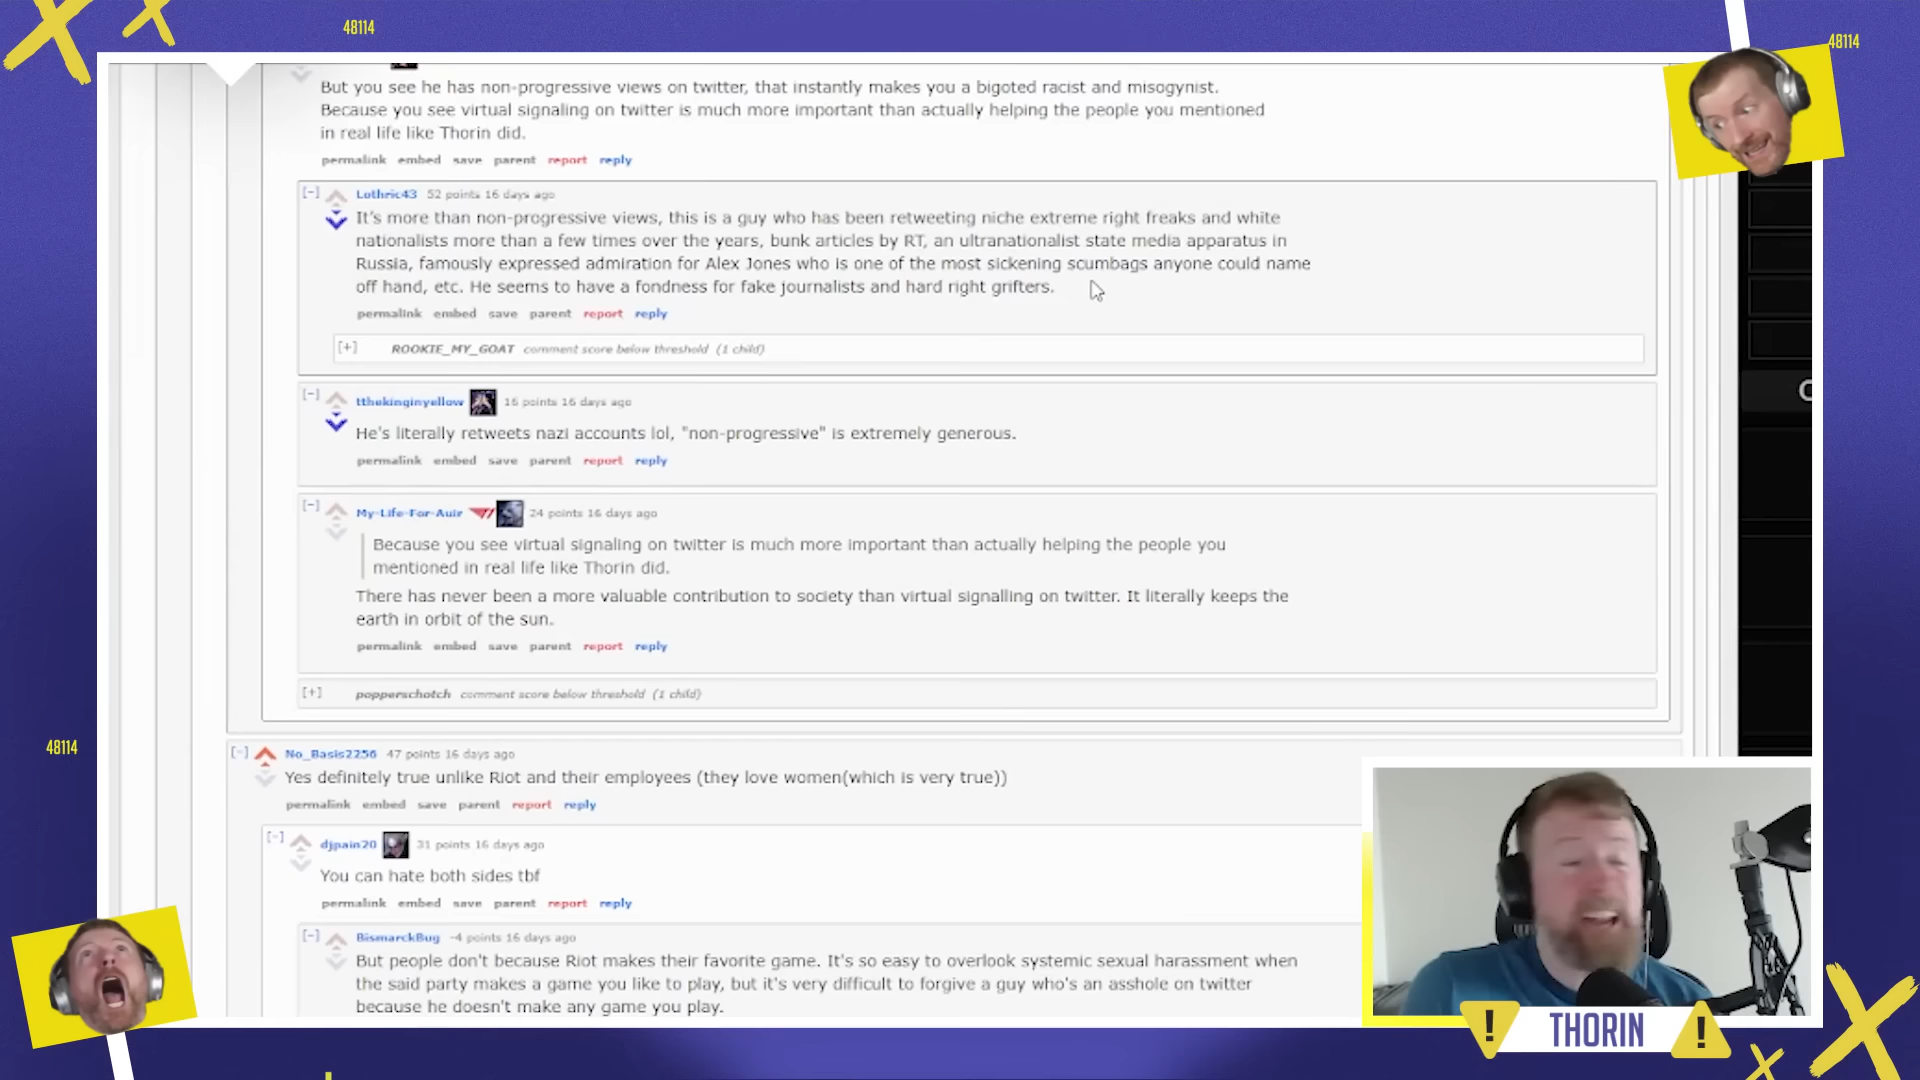 48114
48114
But you see he has non-progressive views on twitter, that instantly makes you a bigoted racist and misogynist.
Because you see virtual signaling on twitter is much more important than actually helping the people you mentioned
in real life like Thorin did.
permalink embed save parent report reply
[-] Lothric43 52 points 16 days ago
It's more than non-progressive views, this is a guy who has been retweeting niche extreme right freaks and white
nationalists more than a few times over the years, bunk articles by RT, an ultranationalist state media apparatus in
Russia, famously expressed admiration for Alex Jones who is one of the most sickening scumbags anyone could name
off hand, etc. He seems to have a fondness for fake journalists and hard right grifters.
permalink embed save parent report reply
[+] ROOKIE_MY_GOAT comment score below threshold (1 child)
[-] tthekinginyellow 16 points 16 days ago
He's literally retweets nazi accounts lol, "non-progressive" is extremely generous.
permalink embed save parent report reply
[-] My-Life-For-Auir 24 points 16 days ago
Because you see virtual signaling on twitter is much more important than actually helping the people you
mentioned in real life like Thorin did.
There has never been a more valuable contribution to society than virtual signalling on twitter. It literally keeps the
earth in orbit of the sun.
permalink embed save parent report reply
[+] popperschotch comment score below threshold (1 child)
48114
[-] No_Basis2256 47 points 16 days ago
Yes definitely true unlike Riot and their employees (they love women(which is very true))
permalink embed save parent report reply
[-] djpain20 31 points 16 days ago
You can hate both sides tbf
permalink embed save parent report reply
[-] BismarckBug -4 points 16 days ago
But people don't because Riot makes their favorite game. It's so easy to overlook systemic sexual harassment when
the said party makes a game you like to play, but it's very difficult to forgive a guy who's an asshole on twitter
because he doesn't make any game you play.
! THORIN !